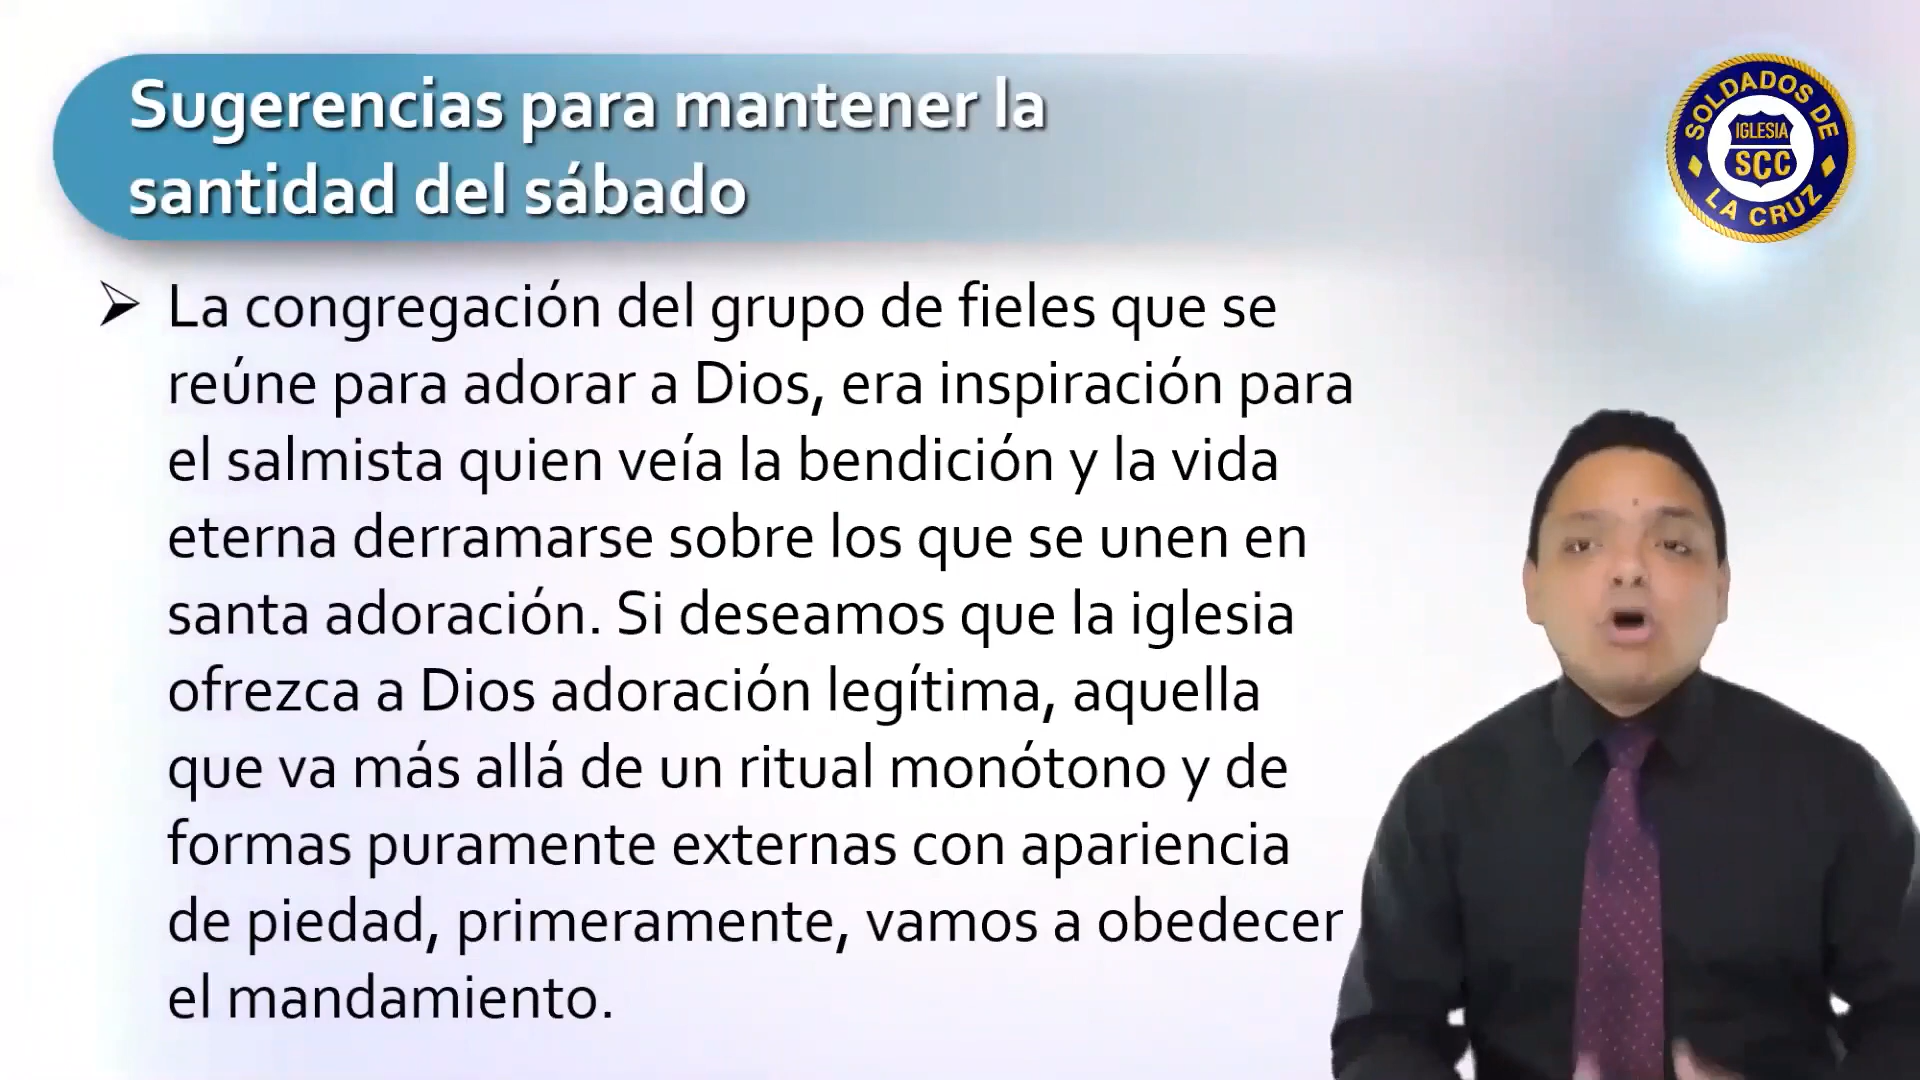 Sugerencias para mantener la
santidad del sábado
SOLDADOS DE
IGLESIA
SCC
LA CRUZ
➢ La congregación del grupo de fieles que se
reúne para adorar a Dios, era inspiración para
el salmista quien veía la bendición y la vida
eterna derramarse sobre los que se unen en
santa adoración. Si deseamos que la iglesia
ofrezca a Dios adoración legítima, aquella
que va más allá de un ritual monótono y de
formas puramente externas con apariencia
de piedad, primeramente, vamos a obedecer
el mandamiento.